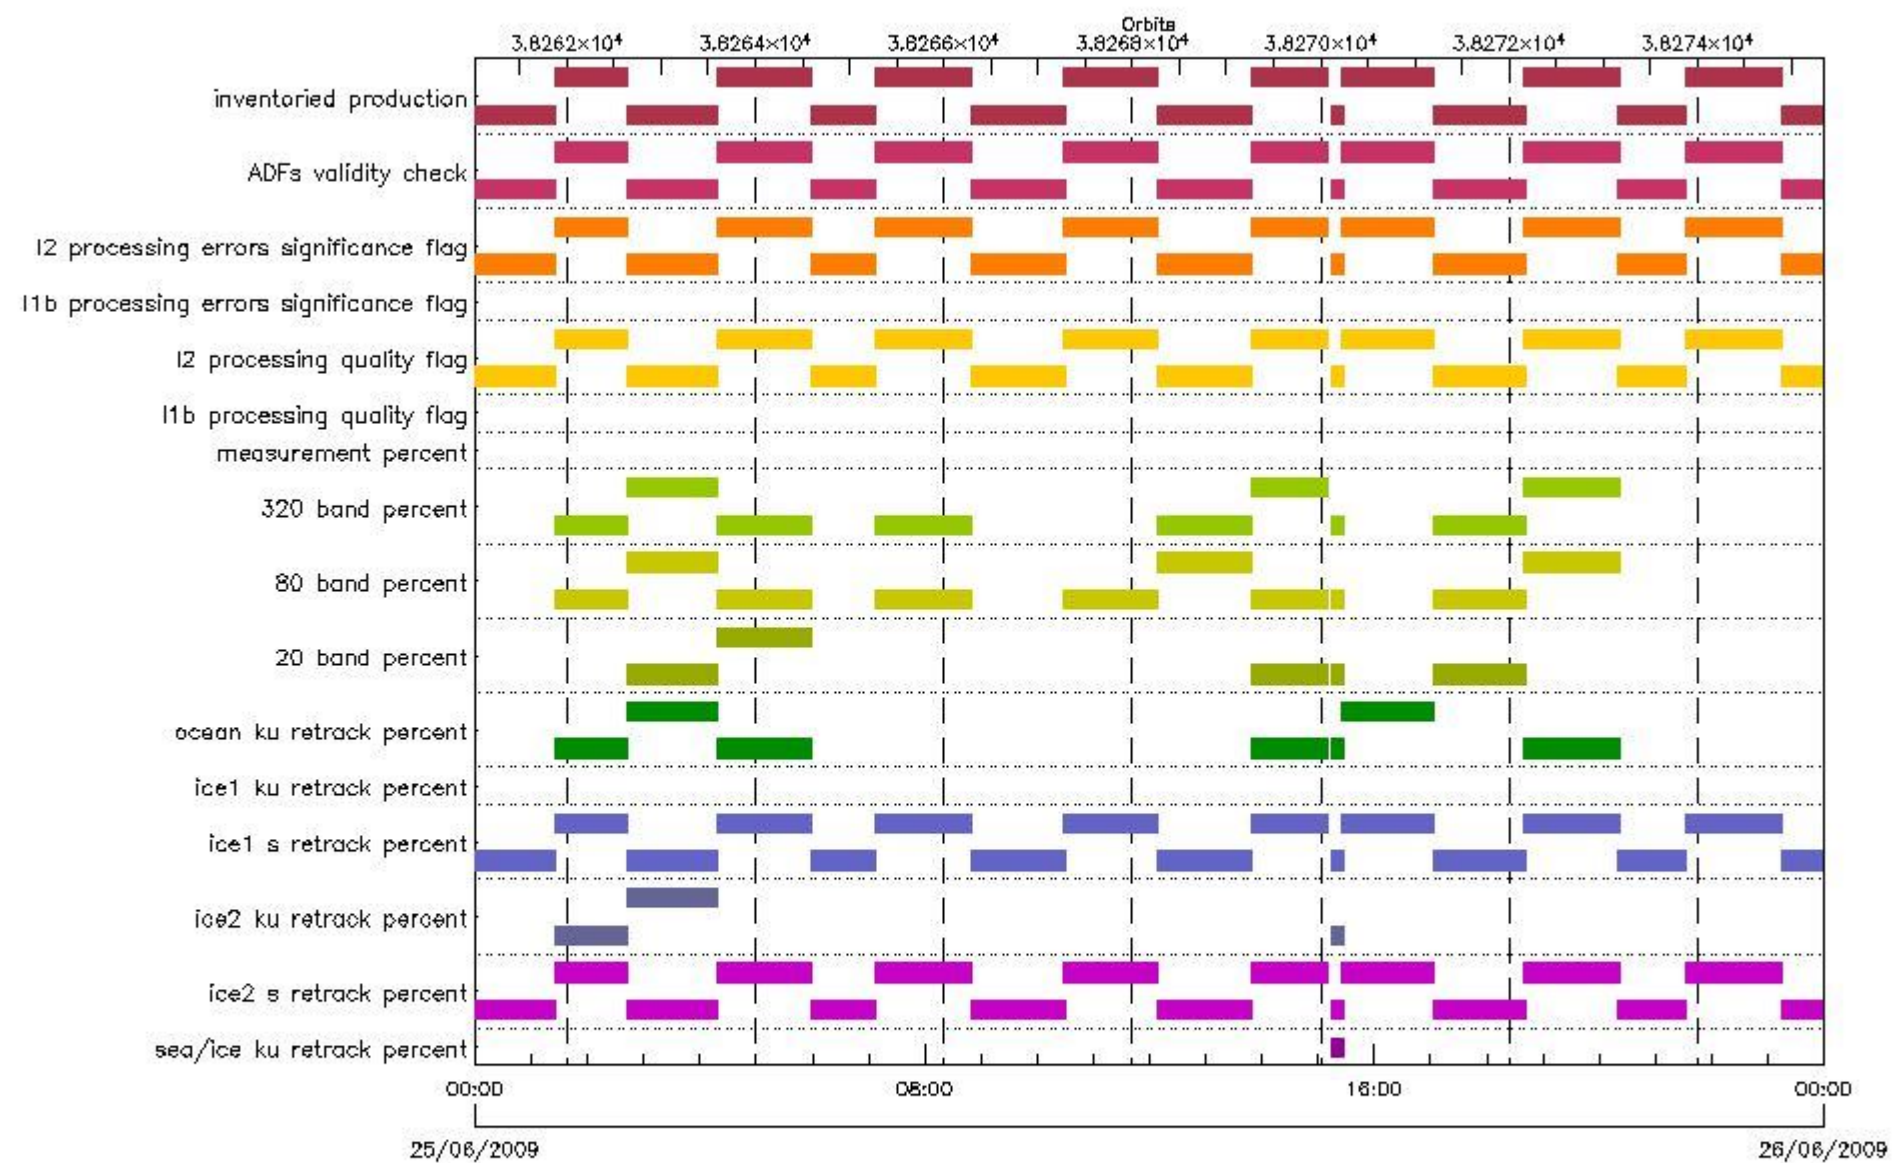 Orbits
3.8262×10⁴ 3.8264×10⁴ 3.8266×10⁴ 3.8268×10⁴ 3.8270×10⁴ 3.8272×10⁴ 3.8274×10⁴
inventoried production
ADFs validity check
l2 processing errors significance flag
l1b processing errors significance flag
l2 processing quality flag
l1b processing quality flag
measurement percent
320 band percent
80 band percent
20 band percent
ocean ku retrack percent
ice1 ku retrack percent
ice1 s retrack percent
ice2 ku retrack percent
ice2 s retrack percent
sea/ice ku retrack percent
00:00 08:00 16:00 00:00
25/06/2009 26/06/2009